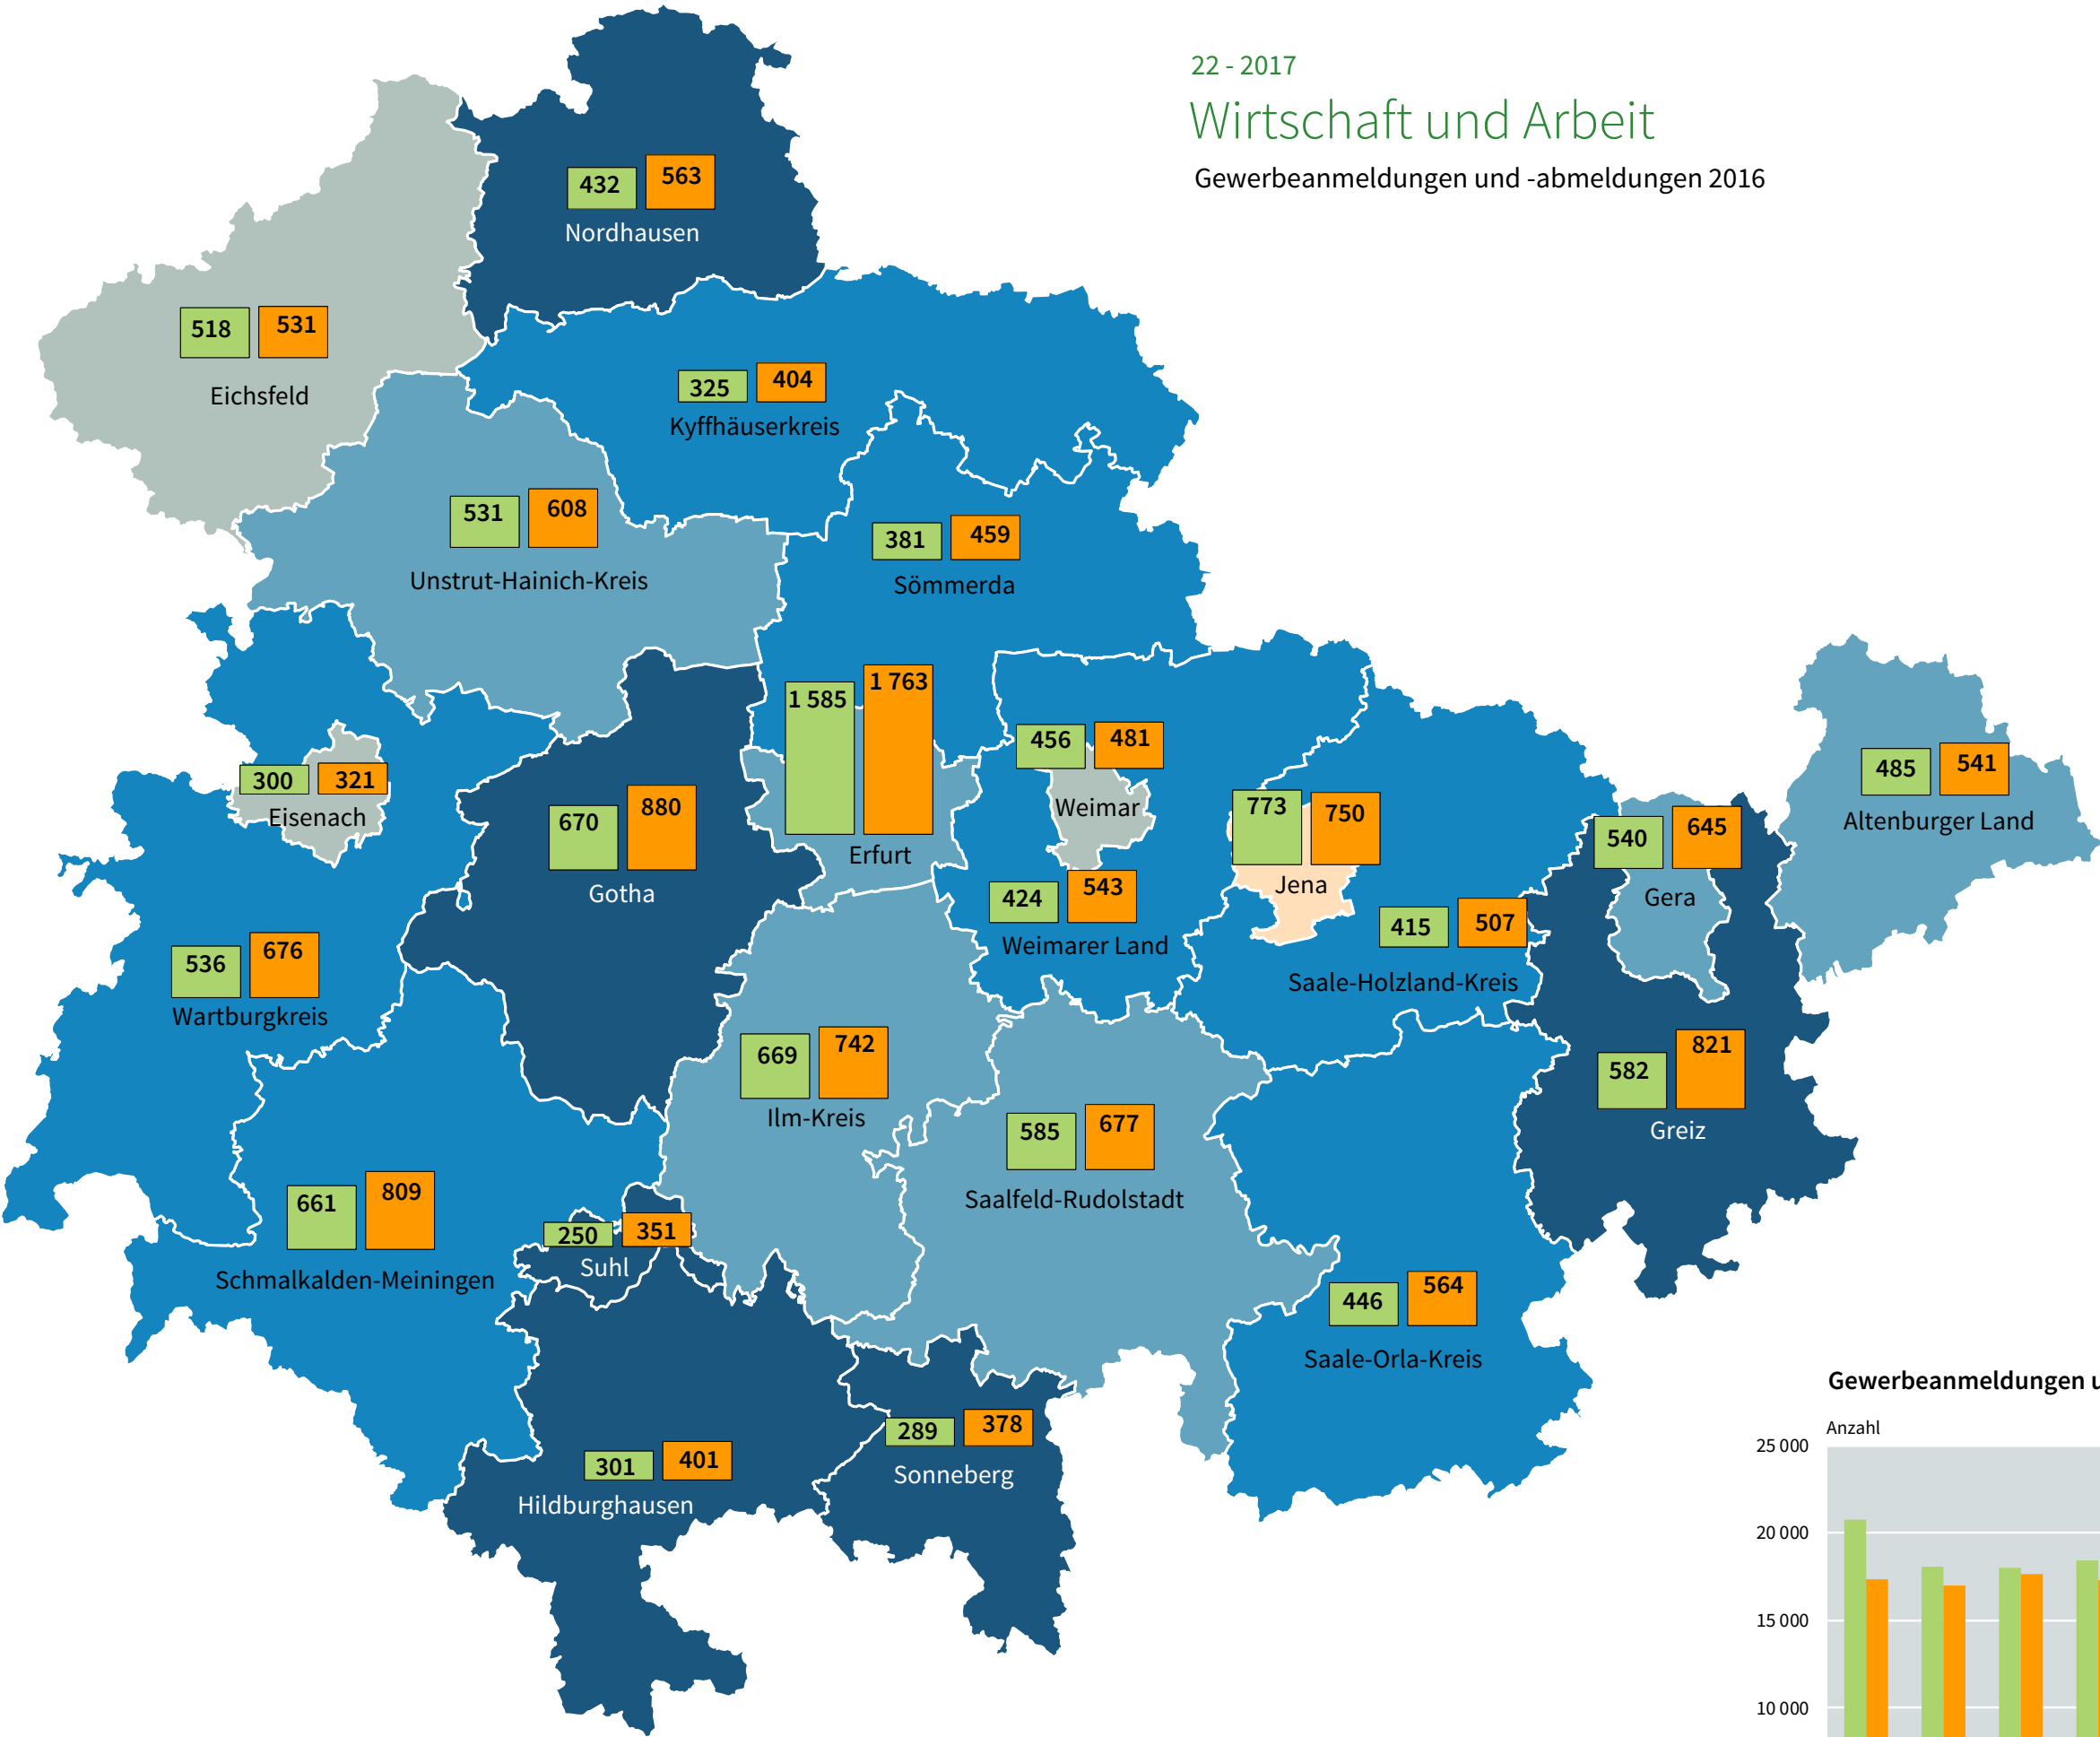 22 - 2017
Wirtschaft und Arbeit
Gewerbeanmeldungen und -abmeldungen 2016
432 563
Nordhausen
518 531
Eichsfeld
325 404
Kyffhäuserkreis
531 608
Unstrut-Hainich-Kreis
381 459
Sömmerda
1 585 1 763
Erfurt
456 481
Weimar
300 321
Eisenach
670 880
Gotha
773 750
Jena
485 541
Altenburger Land
540 645
Gera
424 543
Weimarer Land
415 507
Saale-Holzland-Kreis
536 676
Wartburgkreis
669 742
Ilm-Kreis
582 821
Greiz
585 677
Saalfeld-Rudolstadt
661 809
Schmalkalden-Meiningen
250 351
Suhl
446 564
Saale-Orla-Kreis
289 378
Sonneberg
301 401
Hildburghausen
Gewerbeanmeldungen u
Anzahl
25 000
20 000
15 000
10 000